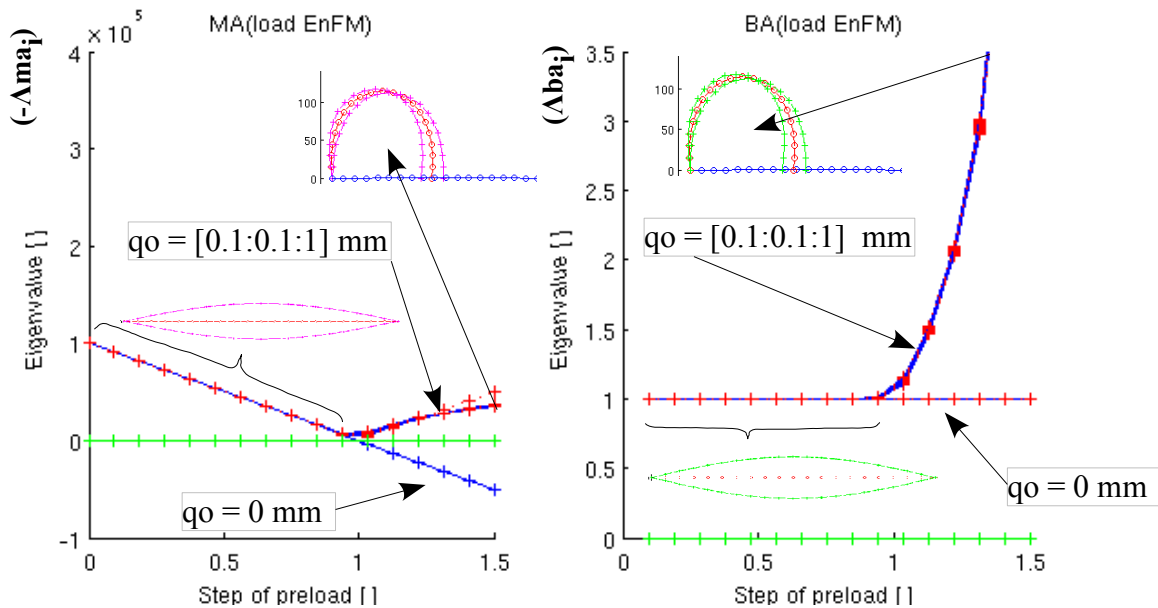 MA(load EnFM)
× 10^5
(-Λma_i)
Eigenvalue [ ]
4
3
2
1
0
-1
100
50
0
qo = [0.1:0.1:1] mm
qo = 0 mm
0
0.5
1
1.5
Step of preload [ ]
BA(load EnFM)
(Λba_i)
Eigenvalue [ ]
3.5
3
2.5
2
1.5
1
0.5
0
100
50
0
qo = [0.1:0.1:1] mm
qo = 0 mm
0
0.5
1
1.5
Step of preload [ ]